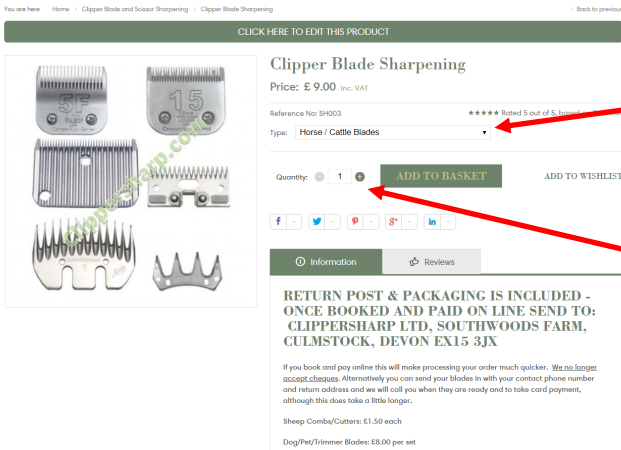 You are here Home > Clipper Blade and Scissor Sharpening > Clipper Blade Sharpening
Back to previous
CLICK HERE TO EDIT THIS PRODUCT
Clipper Blade Sharpening
Price: £ 9.00 inc. VAT
Reference No: SH003
★★★★★ Rated 5 out of 5, based on
Type: Horse / Cattle Blades
Quantity: 1
ADD TO BASKET
ADD TO WISHLIST
5F
15
clippersharp.com
Information
Reviews
RETURN POST & PACKAGING IS INCLUDED -
ONCE BOOKED AND PAID ON LINE SEND TO:
CLIPPERSHARP LTD, SOUTHWOODS FARM,
CULMSTOCK, DEVON EX15 3JX
If you book and pay online this will make processing your order much quicker. We no longer
accept cheques. Alternatively you can send your blades in with your contact phone number
and return address and we will call you when they are ready and to take card payment,
although this does take a little longer.
Sheep Combs/Cutters: £1.50 each
Dog/Pet/Trimmer Blades: £8.00 per set